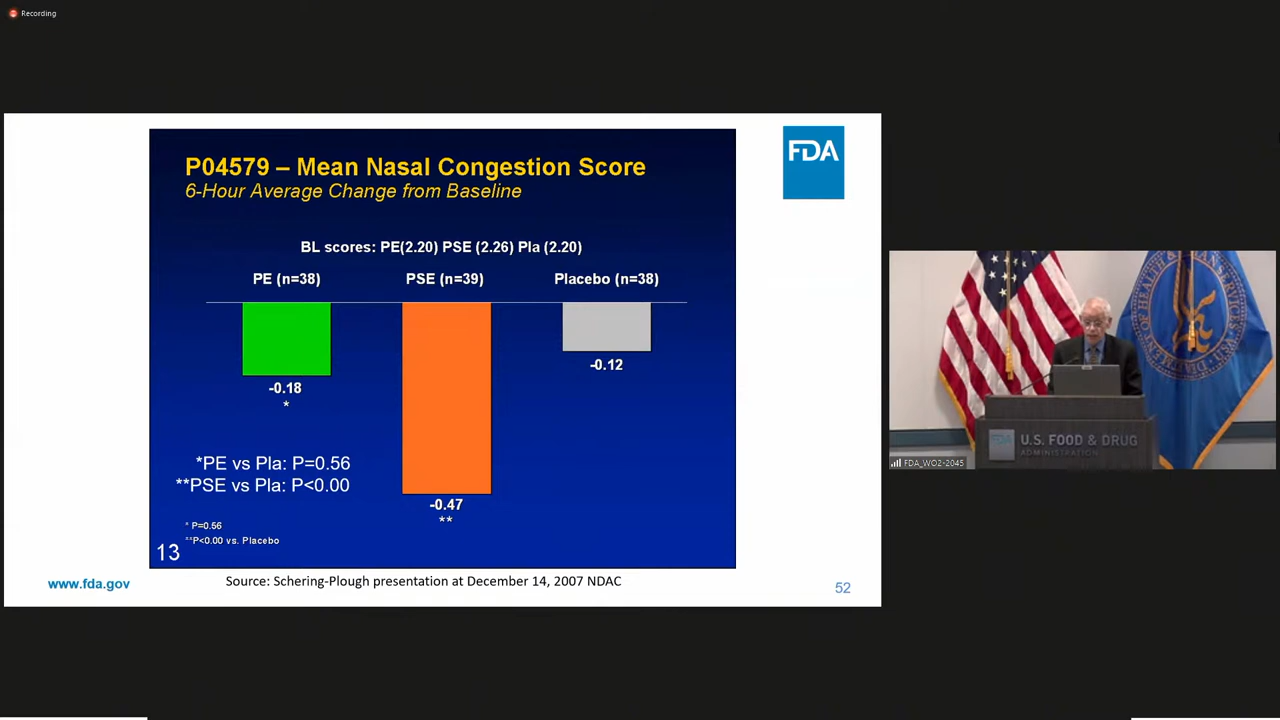 Recording
FDA
P04579 – Mean Nasal Congestion Score
6-Hour Average Change from Baseline
BL scores: PE(2.20) PSE (2.26) Pla (2.20)
PE (n=38) PSE (n=39) Placebo (n=38)
-0.18
*
-0.12
-0.47
**
*PE vs Pla: P=0.56
**PSE vs Pla: P<0.00
* P=0.56
**P<0.00 vs. Placebo
13
www.fda.gov
Source: Schering-Plough presentation at December 14, 2007 NDAC
52
FDA
U.S. FOOD & DRUG
ADMINISTRATION
FDA_WO2-2045